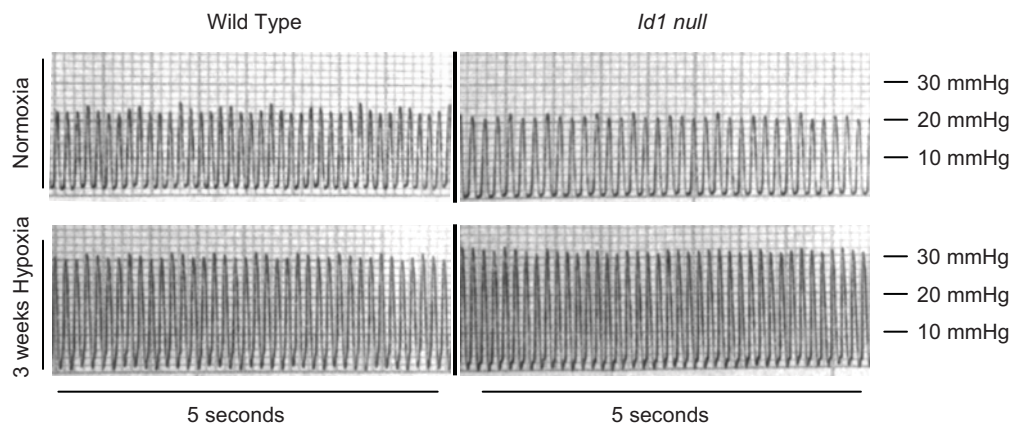 Wild Type
Id1 null
Normoxia
30 mmHg
20 mmHg
10 mmHg
3 weeks Hypoxia
30 mmHg
20 mmHg
10 mmHg
5 seconds
5 seconds